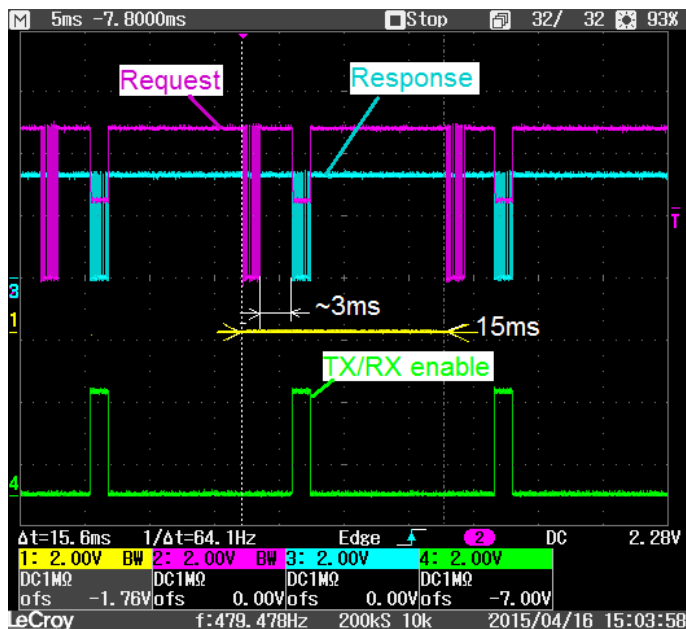 M 5ms -7.8000ms Stop 32/ 32 93%
Request
Response
T
3
~3ms
1
15ms
TX/RX enable
4
Δt=15.6ms 1/Δt=64.1Hz Edge 2 DC 2.28V
1: 2.00V BW 2: 2.00V BW 3: 2.00V 4: 2.00V
DC1MΩ DC1MΩ DC1MΩ DC1MΩ
ofs -1.76V ofs 0.00V ofs 0.00V ofs -7.00V
LeCroy f:479.478Hz 200kS 10k 2015/04/16 15:03:58